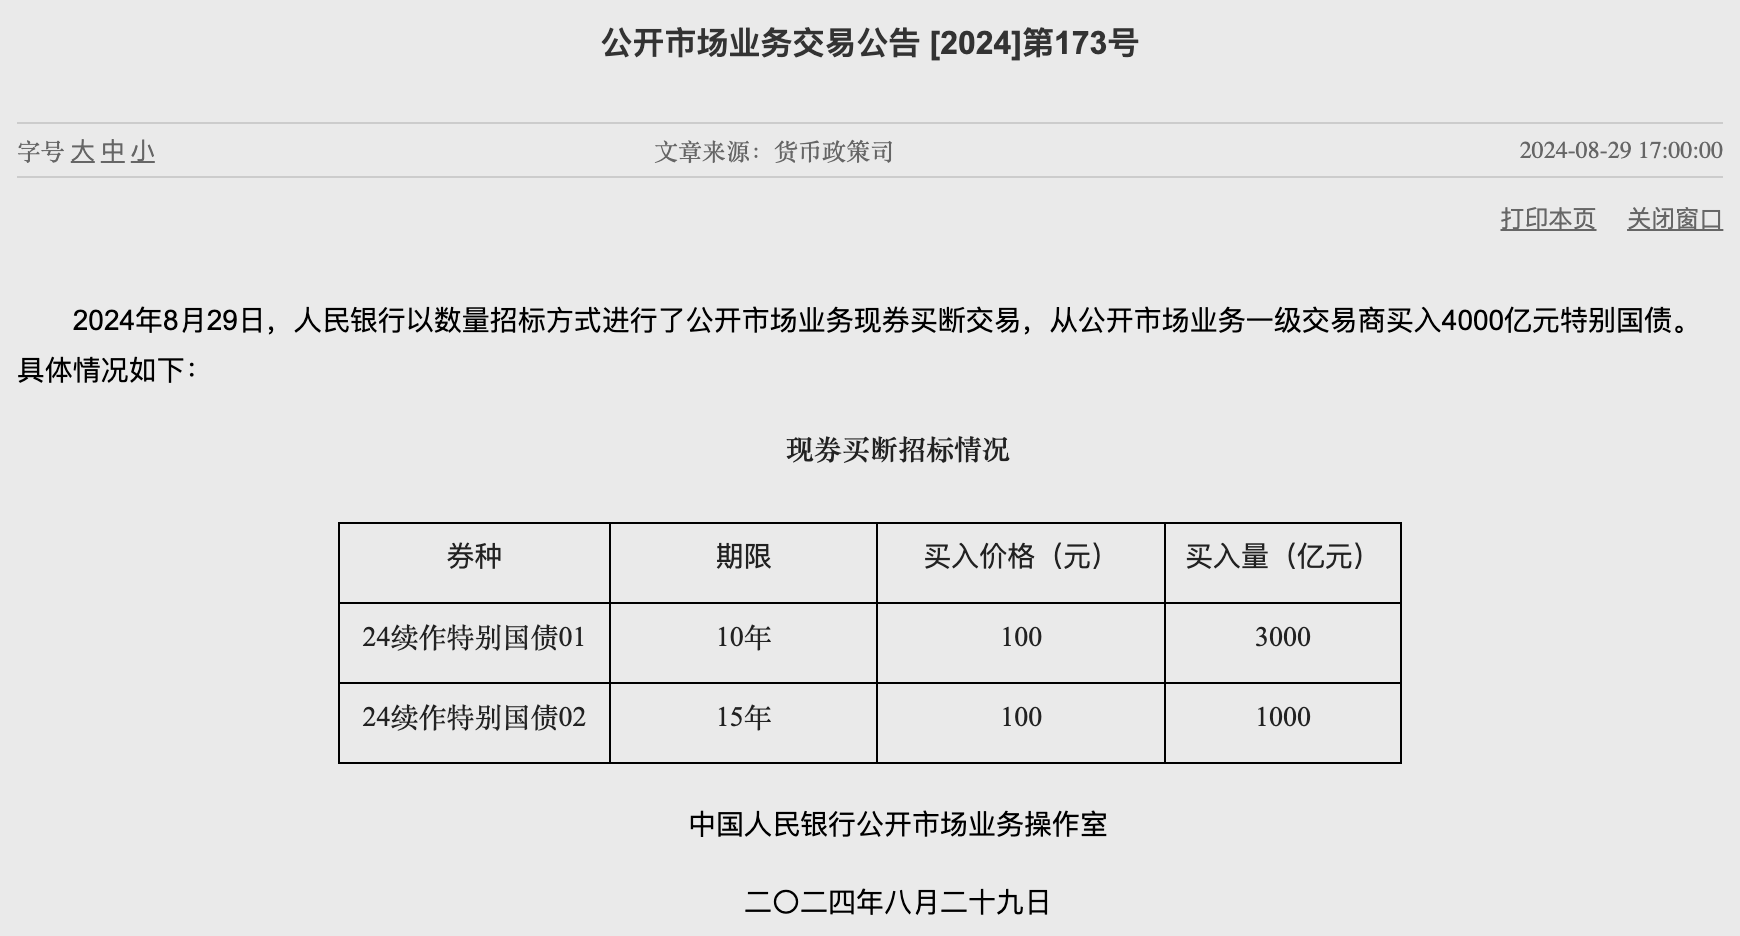 公开市场业务交易公告 [2024]第173号
字号 大 中 小 文章来源：货币政策司 2024-08-29 17:00:00
打印本页 关闭窗口
2024年8月29日，人民银行以数量招标方式进行了公开市场业务现券买断交易，从公开市场业务一级交易商买入4000亿元特别国债。
具体情况如下：
现券买断招标情况
券种 期限 买入价格（元） 买入量（亿元）
24续作特别国债01 10年 100 3000
24续作特别国债02 15年 100 1000
中国人民银行公开市场业务操作室
二〇二四年八月二十九日